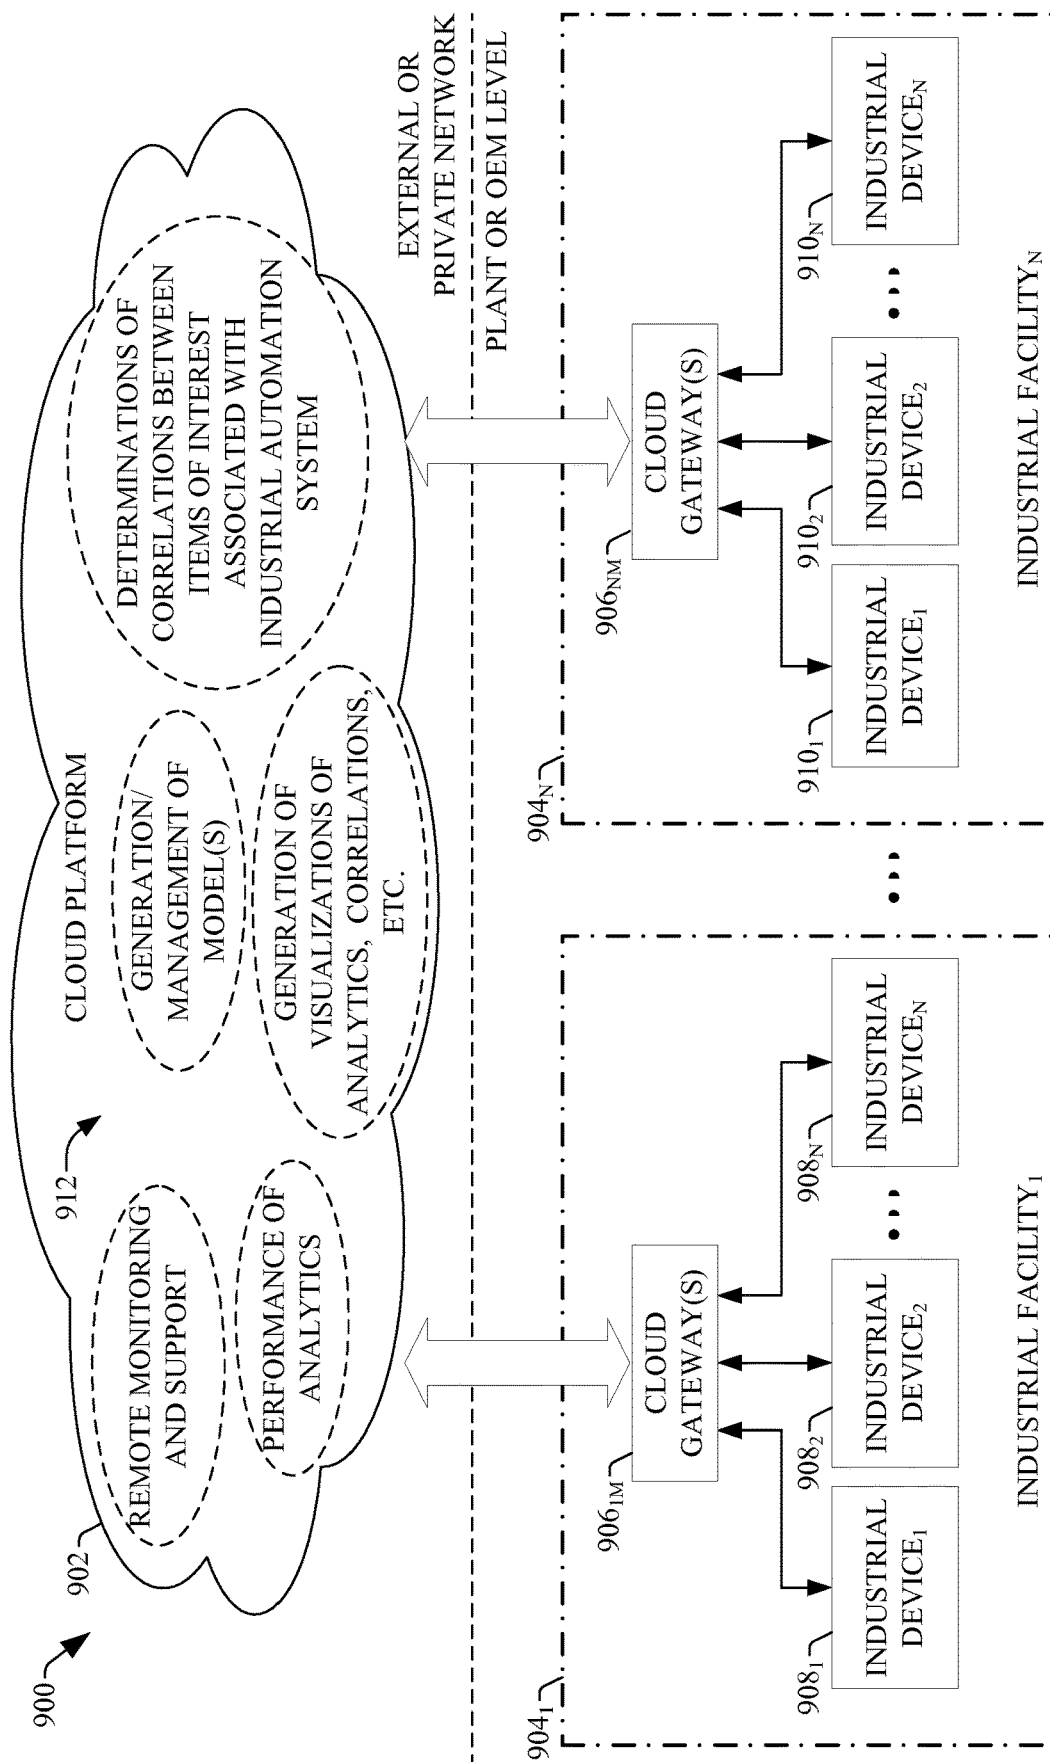 900
902
912
CLOUD PLATFORM
REMOTE MONITORING
AND SUPPORT
PERFORMANCE OF
ANALYTICS
GENERATION/
MANAGEMENT OF
MODEL(S)
GENERATION OF
VISUALIZATIONS OF
ANALYTICS, CORRELATIONS,
ETC.
DETERMINATIONS OF
CORRELATIONS BETWEEN
ITEMS OF INTEREST
ASSOCIATED WITH
INDUSTRIAL AUTOMATION
SYSTEM
EXTERNAL OR
PRIVATE NETWORK
PLANT OR OEM LEVEL
904₁
906₁M
CLOUD
GATEWAY(S)
908₁
INDUSTRIAL
DEVICE₁
908₂
INDUSTRIAL
DEVICE₂
•••
908N
INDUSTRIAL
DEVICEN
INDUSTRIAL FACILITY₁
•••
904N
906NM
CLOUD
GATEWAY(S)
910₁
INDUSTRIAL
DEVICE₁
910₂
INDUSTRIAL
DEVICE₂
•••
910N
INDUSTRIAL
DEVICEN
INDUSTRIAL FACILITYN